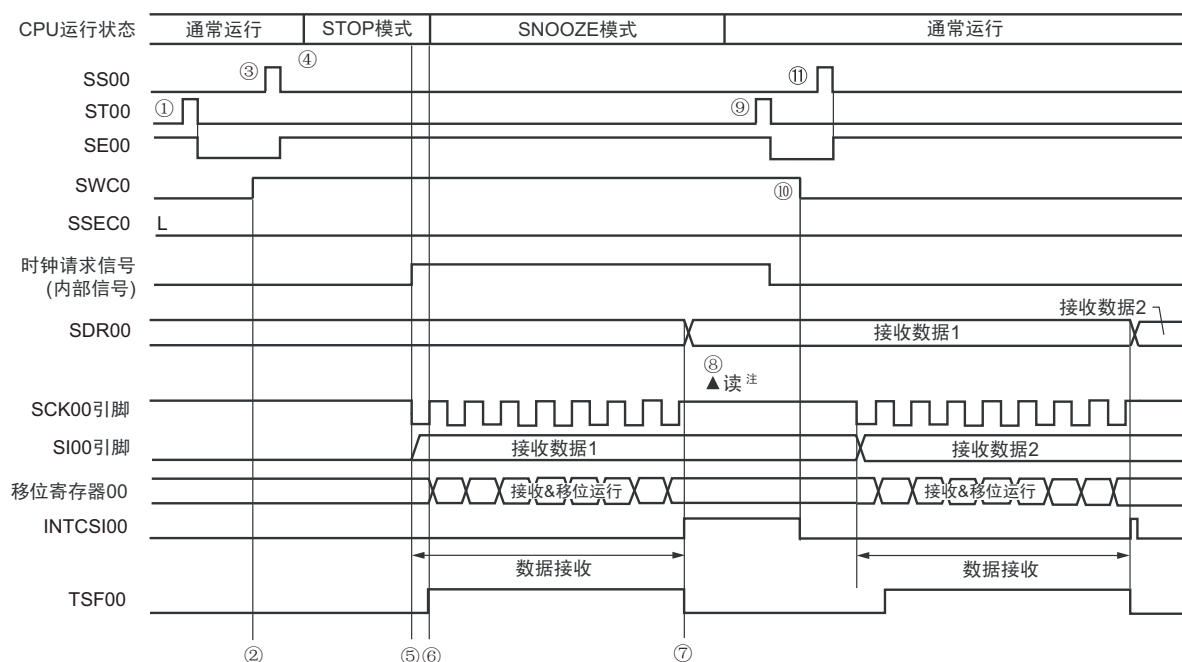 CPU运行状态 通常运行 STOP模式 SNOOZE模式 通常运行
③ ④ ⑪
SS00
① ⑨
ST00
SE00
SWC0 ⑩
SSEC0 L
时钟请求信号
(内部信号)
接收数据2
SDR00 接收数据1
⑧
▲读 注
SCK00引脚
SI00引脚 接收数据1 接收数据2
移位寄存器00 接收&移位运行 接收&移位运行
INTCSI00
数据接收 数据接收
TSF00
② ⑤⑥ ⑦